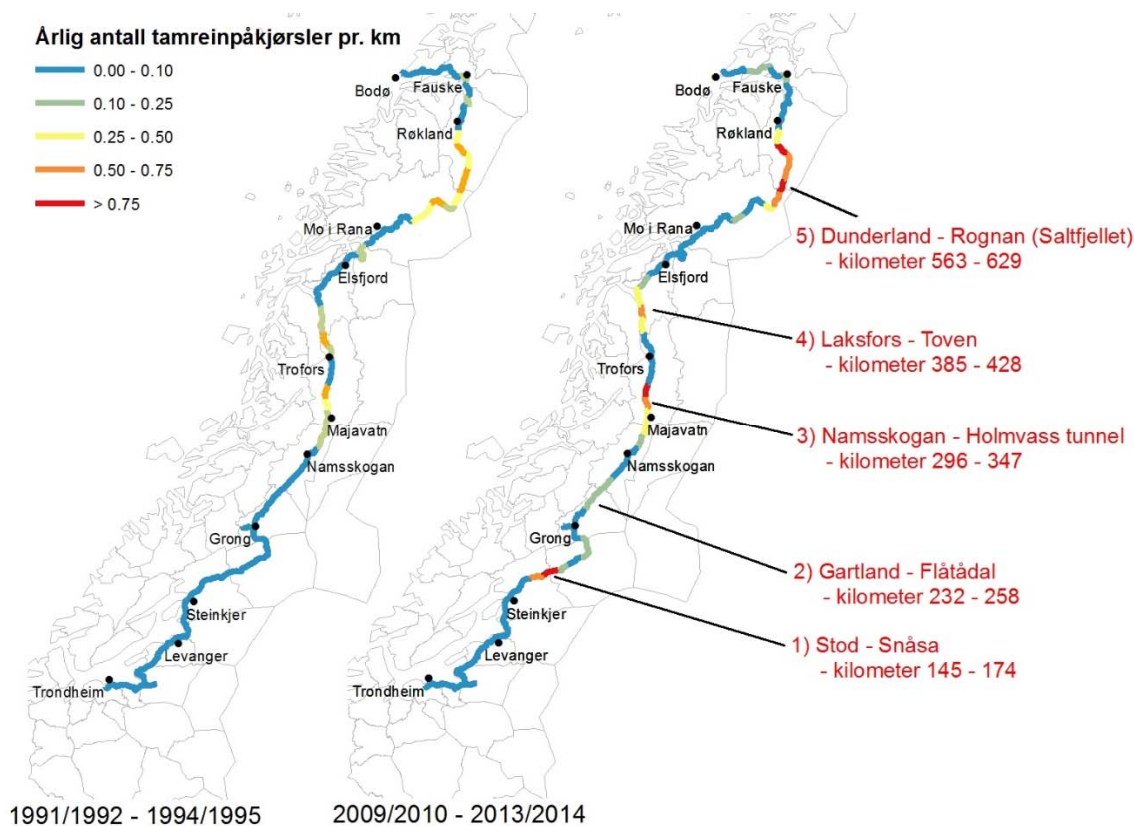 Årlig antall tamreinpåkjørsler pr. km
0.00 - 0.10
0.10 - 0.25
0.25 - 0.50
0.50 - 0.75
> 0.75
Bodø
Fauske
Røkland
Mo i Rana
Elsfjord
Trofors
Majavatn
Namsskogan
Grong
Steinkjer
Levanger
Trondheim
1991/1992 - 1994/1995
Bodø
Fauske
Røkland
Mo i Rana
Elsfjord
Trofors
Majavatn
Namsskogan
Grong
Steinkjer
Levanger
Trondheim
2009/2010 - 2013/2014
5) Dunderland - Rognan (Saltfjellet)
- kilometer 563 - 629
4) Laksfors - Toven
- kilometer 385 - 428
3) Namsskogan - Holmvass tunnel
- kilometer 296 - 347
2) Gartland - Flåtådal
- kilometer 232 - 258
1) Stod - Snåsa
- kilometer 145 - 174